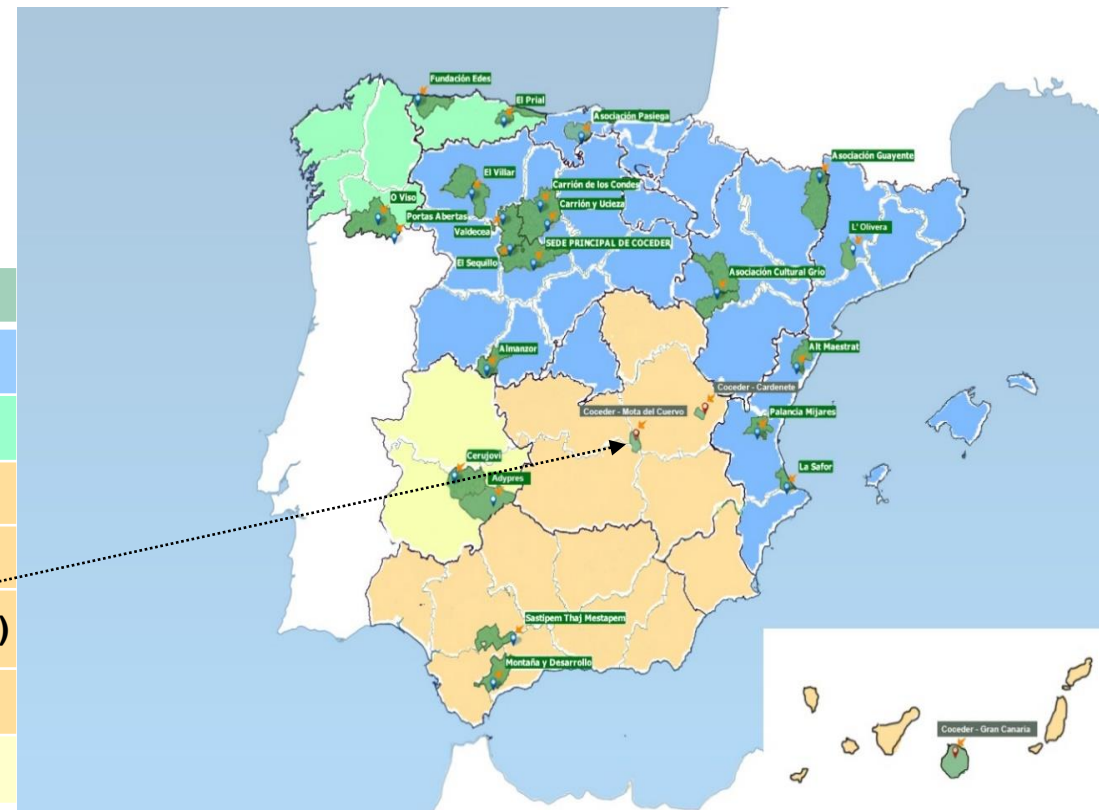 Fundación Edes
El Prial
Asociación Pasiega
Asociación Guayente
El Villar
Carrión de los Condes
O Viso
Carrión y Ucieza
Portas Abertas
L' Olivera
Valdecea
SEDE PRINCIPAL DE COCEDER
El Sequillo
Asociación Cultural Grio
Almanzor
Alt Maestrat
Coceder - Cardenete
Coceder - Mota del Cuervo
Palancia Mijares
Cerujovi
La Safor
Adypres
)
Sastipem Thaj Mestapem
Montaña y Desarrollo
Coceder - Gran Canaria